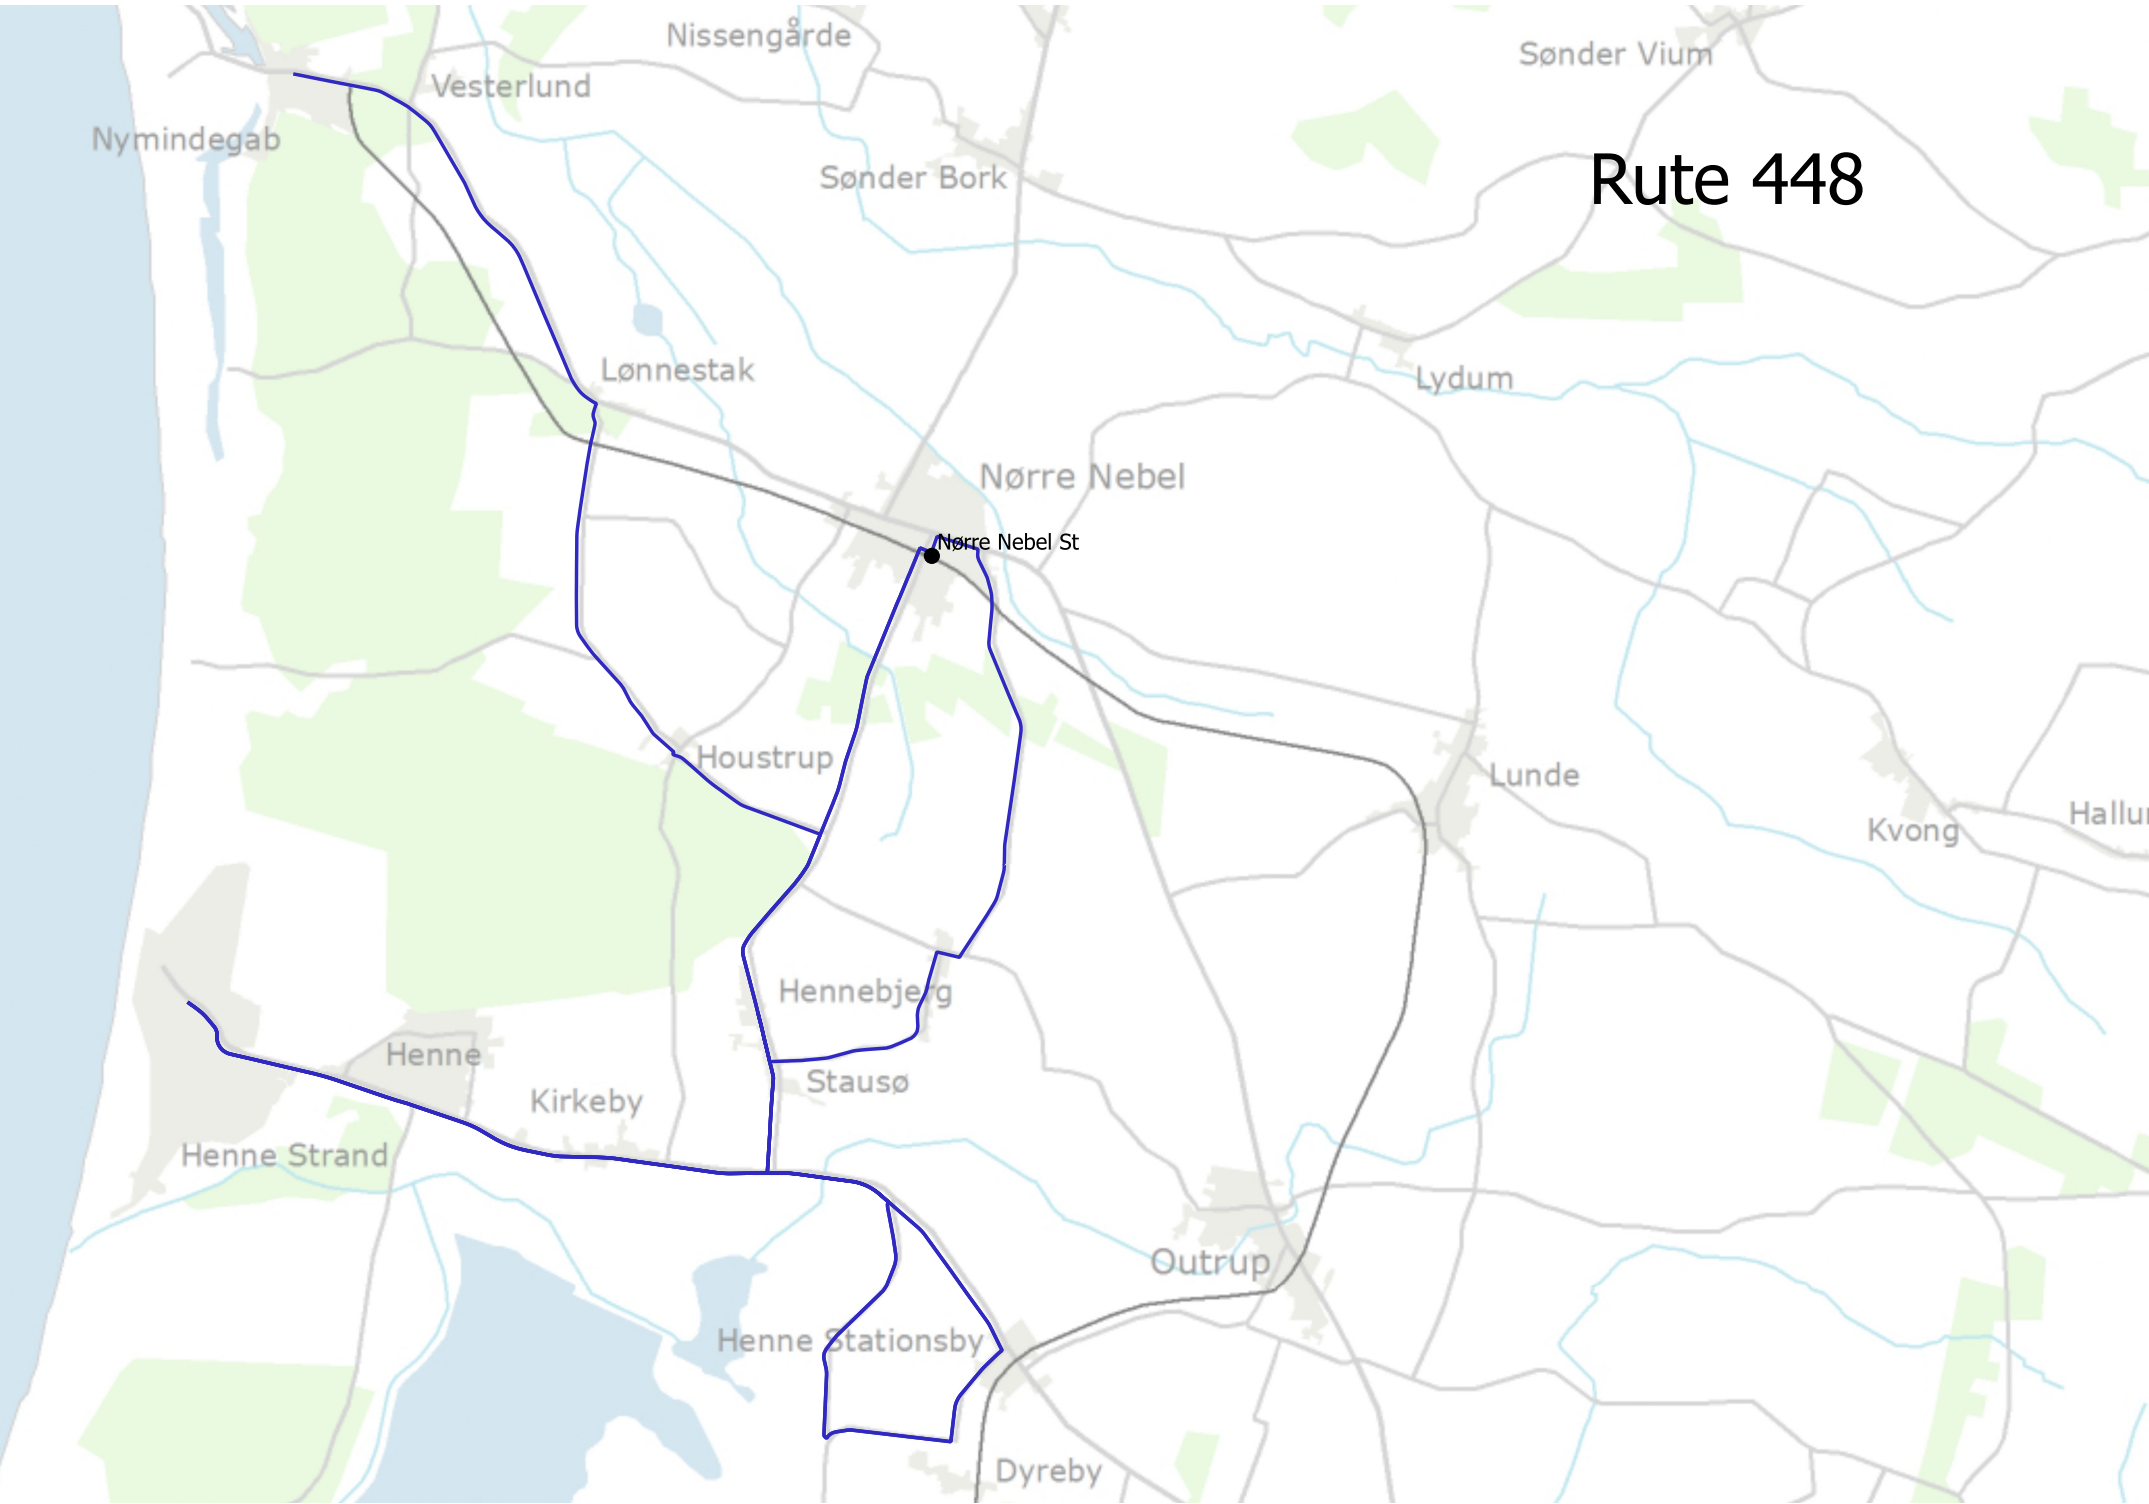 Nissengårde
Sønder Vium
Vesterlund
Nymindegab
Sønder Bork
Rute 448
Lønnestak
Lydum
Nørre Nebel
Nørre Nebel St
Houstrup
Lunde
Kvong
Hennebjerg
Henne
Stausø
Kirkeby
Henne Strand
Outrup
Henne Stationsby
Dyreby